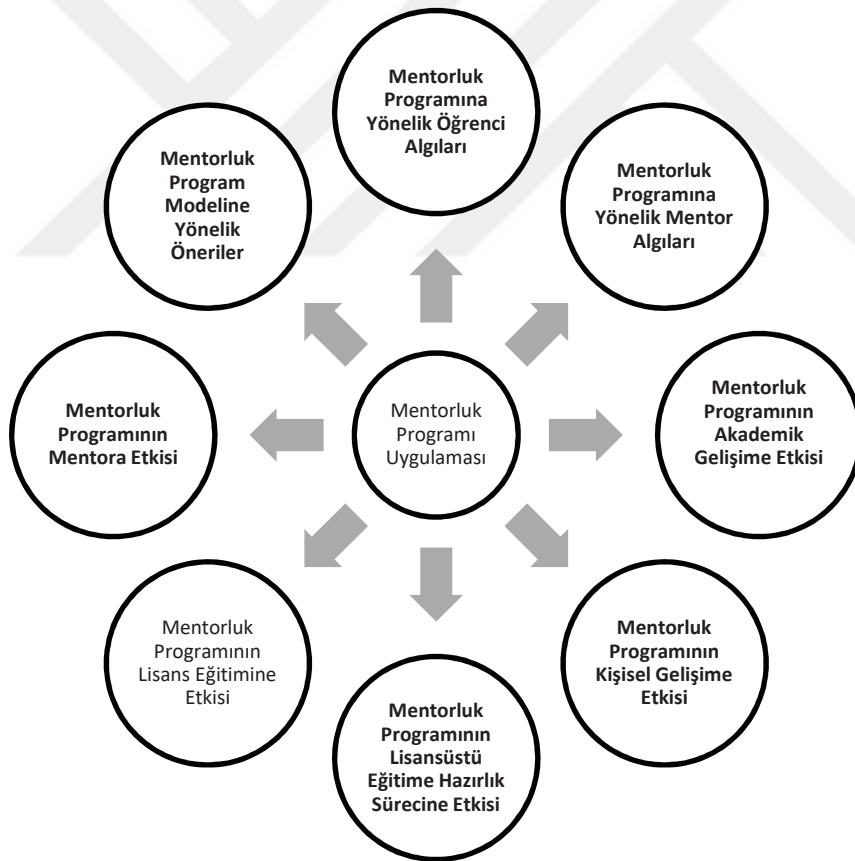 Mentorluk
Programına
Yönelik Öğrenci
Algıları
Mentorluk
Programına
Yönelik Mentor
Algıları
Mentorluk
Programının
Akademik
Gelişime Etkisi
Mentorluk
Programının
Kişisel Gelişime
Etkisi
Mentorluk
Programının
Lisansüstü
Eğitime Hazırlık
Sürecine Etkisi
Mentorluk
Programının
Lisans Eğitimine
Etkisi
Mentorluk
Programının
Mentora Etkisi
Mentorluk
Program
Modeline
Yönelik
Öneriler
Mentorluk
Programı
Uygulaması